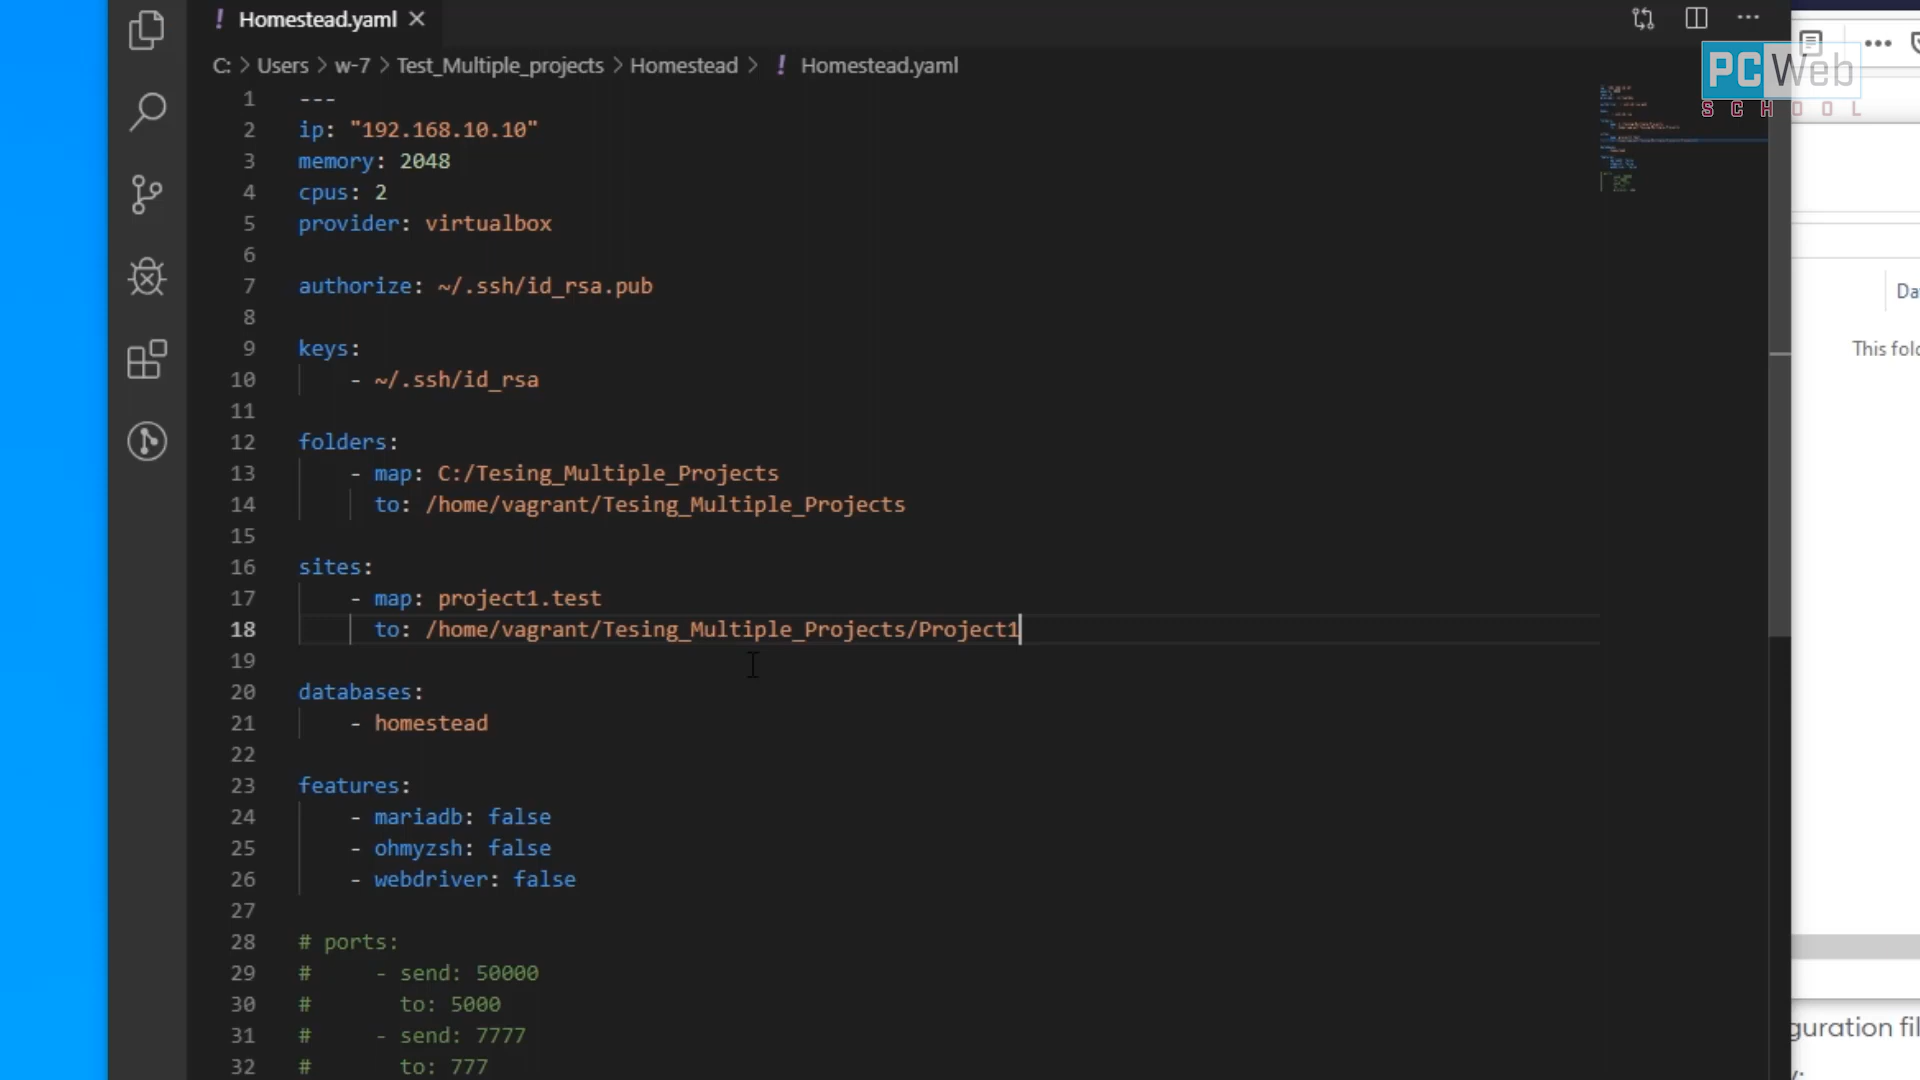 ! Homestead.yaml
C: > Users > w-7 > Test_Multiple_projects > Homestead > ! Homestead.yaml
PCWeb
SCHOOL
1 ---
2 ip: "192.168.10.10"
3 memory: 2048
4 cpus: 2
5 provider: virtualbox
6
7 authorize: ~/.ssh/id_rsa.pub
8
9 keys:
10 - ~/.ssh/id_rsa
11
12 folders:
13 - map: C:/Tesing_Multiple_Projects
14 to: /home/vagrant/Tesing_Multiple_Projects
15
16 sites:
17 - map: project1.test
18 to: /home/vagrant/Tesing_Multiple_Projects/Project1
19
20 databases:
21 - homestead
22
23 features:
24 - mariadb: false
25 - ohmyzsh: false
26 - webdriver: false
27
28 # ports:
29 # - send: 50000
30 # to: 5000
31 # - send: 7777
32 # to: 777
Da
This fol
guration fil